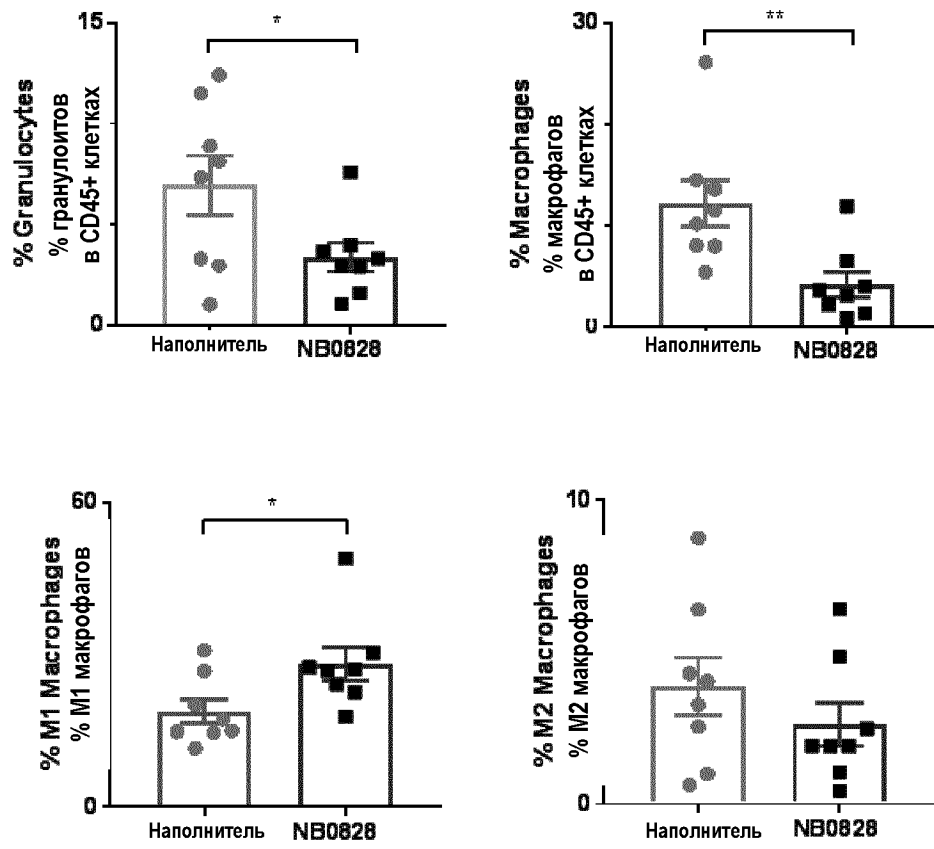 15
*
% Granulocytes
% гранулоитов
в CD45+ клетках
0
Наполнитель
NB0828
30
**
% Macrophages
% макрофагов
в CD45+ клетках
0
Наполнитель
NB0828
60
*
% M1 Macrophages
% M1 макрофагов
0
Наполнитель
NB0828
10
% M2 Macrophages
% M2 макрофагов
0
Наполнитель
NB0828